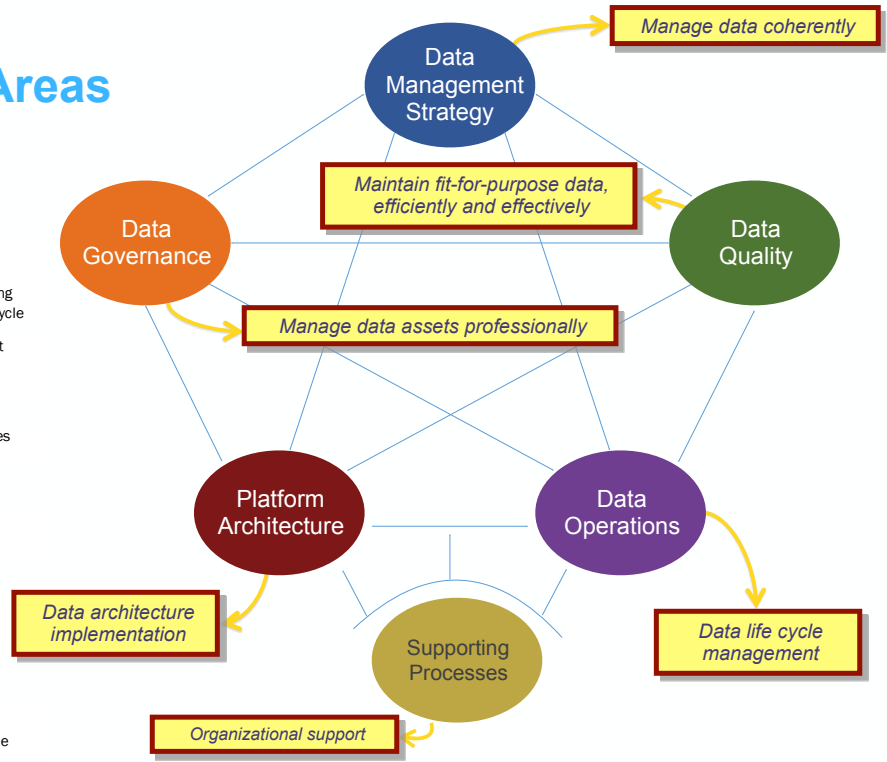 Areas
Manage data coherently
Data
Management
Strategy
Maintain fit-for-purpose data,
efficiently and effectively
Data
Governance
Data
Quality
Manage data assets professionally
Platform
Architecture
Data
Operations
Data architecture
implementation
Data life cycle
management
Supporting
Processes
Organizational support